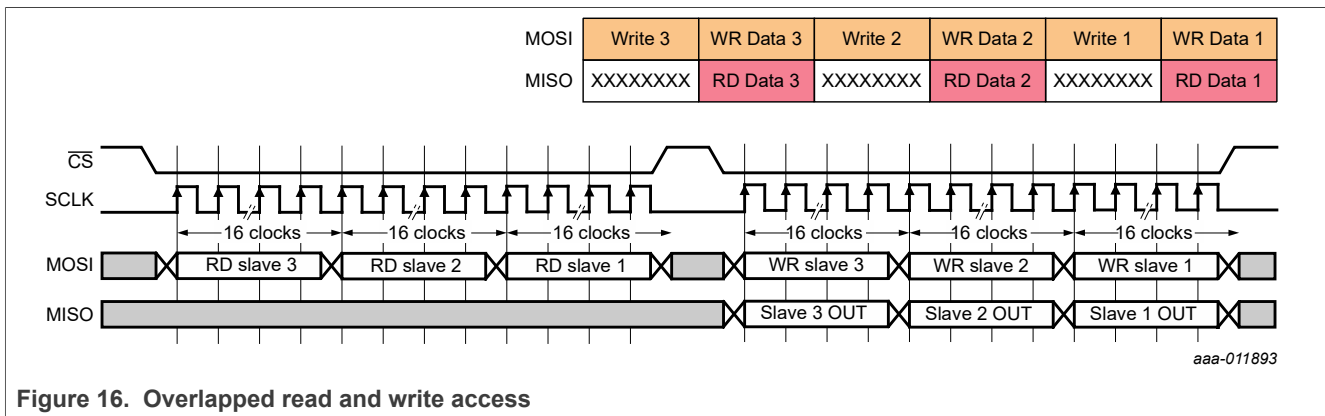 MOSI Write 3 WR Data 3 Write 2 WR Data 2 Write 1 WR Data 1
MISO XXXXXXXX RD Data 3 XXXXXXXX RD Data 2 XXXXXXXX RD Data 1
CS
SCLK
16 clocks 16 clocks 16 clocks 16 clocks 16 clocks 16 clocks
MOSI RD slave 3 RD slave 2 RD slave 1 WR slave 3 WR slave 2 WR slave 1
MISO Slave 3 OUT Slave 2 OUT Slave 1 OUT
aaa-011893
Figure 16. Overlapped read and write access